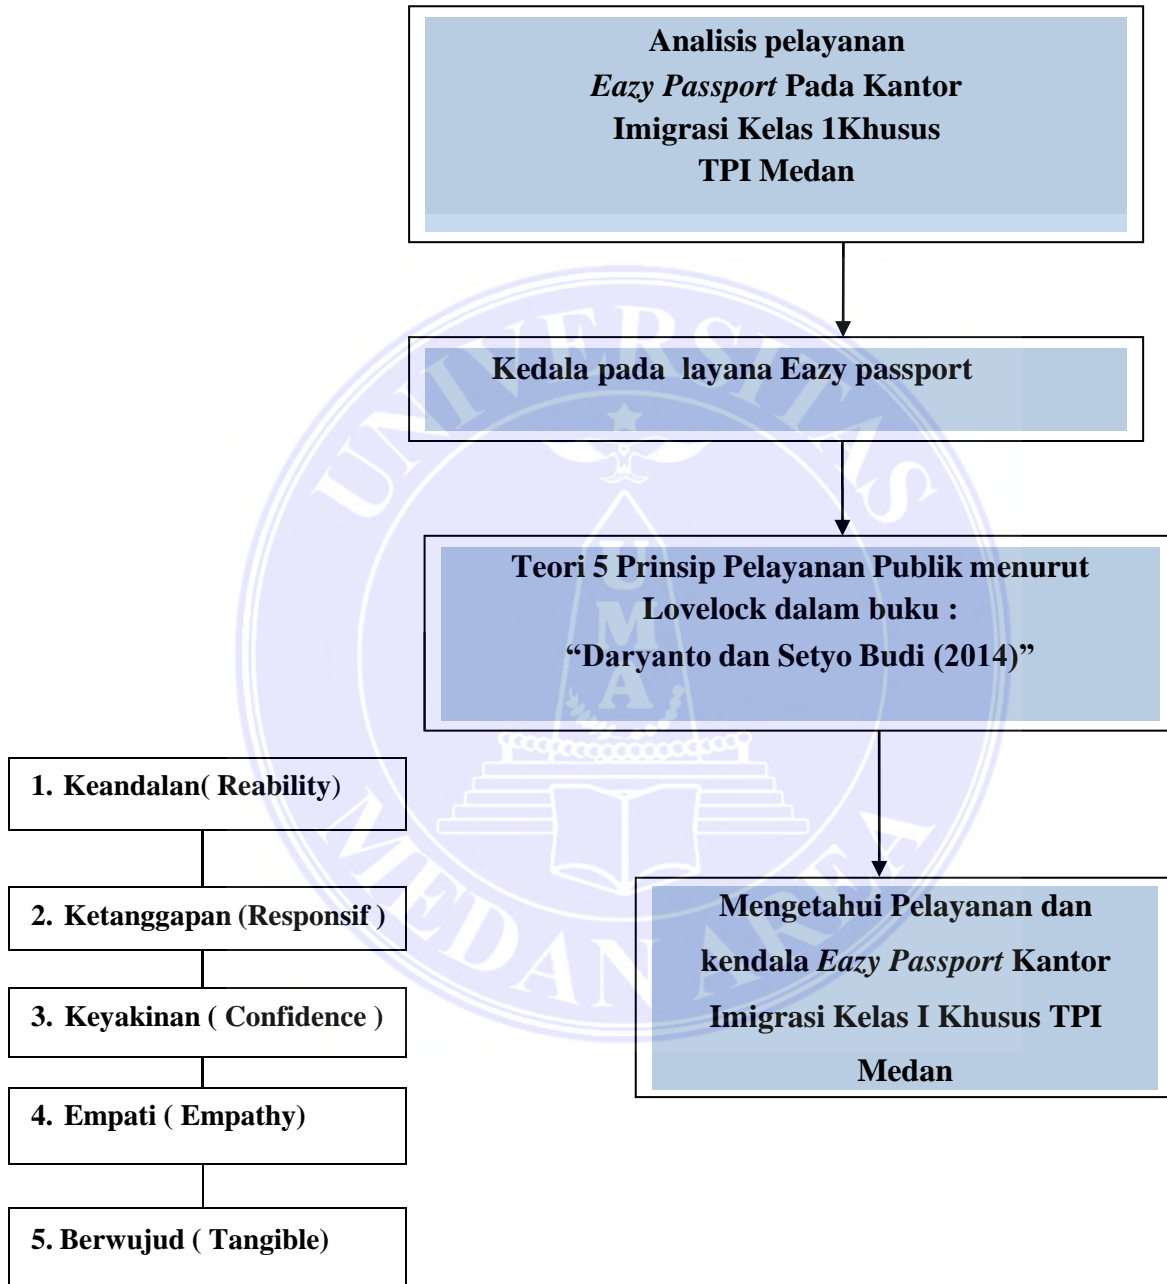 Analisis pelayanan
Eazy Passport Pada Kantor
Imigrasi Kelas 1Khusus
TPI Medan
Kedala pada layana Eazy passport
Teori 5 Prinsip Pelayanan Publik menurut
Lovelock dalam buku :
“Daryanto dan Setyo Budi (2014)”
1. Keandalan( Reability)
2. Ketanggapan (Responsif )
3. Keyakinan ( Confidence )
4. Empati ( Empathy)
5. Berwujud ( Tangible)
Mengetahui Pelayanan dan
kendala Eazy Passport Kantor
Imigrasi Kelas I Khusus TPI
Medan
UNIVERSITAS
MEDAN AREA
U
M
A